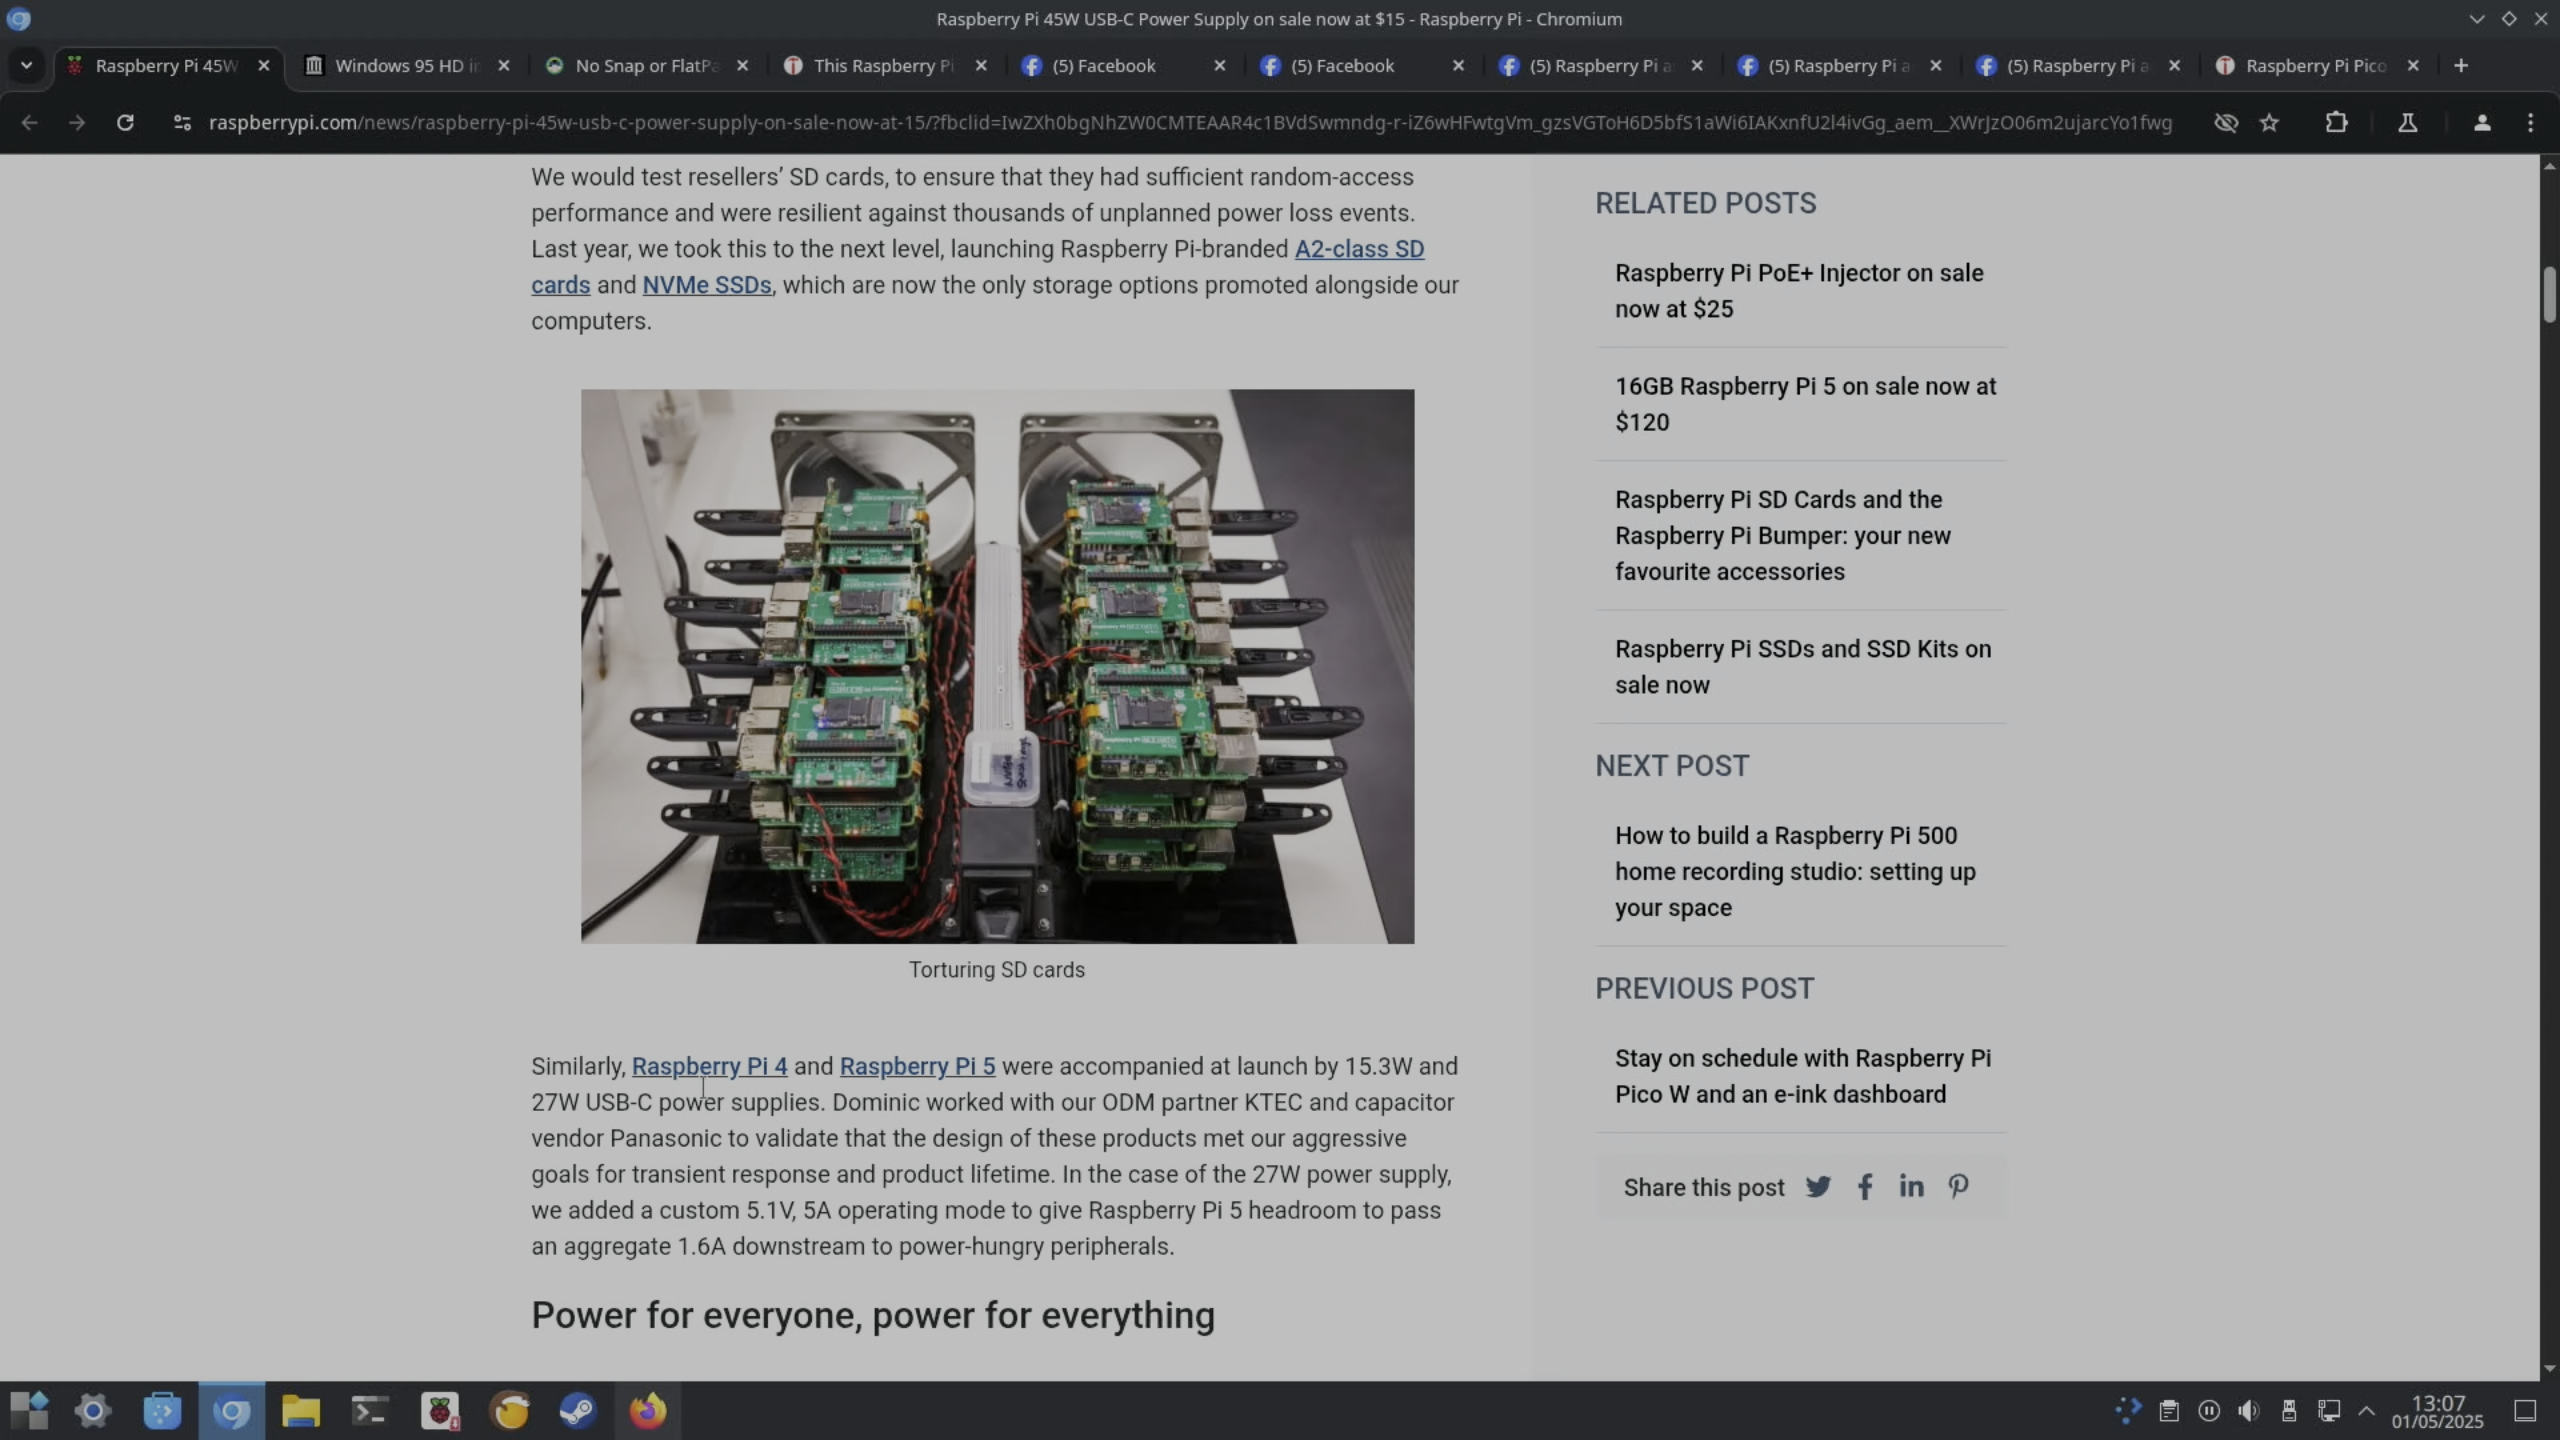 Raspberry Pi 45W USB-C Power Supply on sale now at $15 - Raspberry Pi - Chromium
Raspberry Pi 45W
Windows 95 HD in
No Snap or FlatPa
This Raspberry Pi
(5) Facebook
(5) Facebook
(5) Raspberry Pi a
(5) Raspberry Pi a
(5) Raspberry Pi a
Raspberry Pi Pico
raspberrypi.com/news/raspberry-pi-45w-usb-c-power-supply-on-sale-now-at-15/?fbclid=IwZXh0bgNhZW0CMTEAAR4c1BVdSwmndg-r-iZ6wHFwtgVm_gzsVGToH6D5bfS1aWi6IAKxnfU2l4ivGg_aem__XWrJzO06m2ujarcYo1fwg
We would test resellers’ SD cards, to ensure that they had sufficient random-access
performance and were resilient against thousands of unplanned power loss events.
Last year, we took this to the next level, launching Raspberry Pi-branded A2-class SD
cards and NVMe SSDs, which are now the only storage options promoted alongside our
computers.
Torturing SD cards
Similarly, Raspberry Pi 4 and Raspberry Pi 5 were accompanied at launch by 15.3W and
27W USB-C power supplies. Dominic worked with our ODM partner KTEC and capacitor
vendor Panasonic to validate that the design of these products met our aggressive
goals for transient response and product lifetime. In the case of the 27W power supply,
we added a custom 5.1V, 5A operating mode to give Raspberry Pi 5 headroom to pass
an aggregate 1.6A downstream to power-hungry peripherals.
Power for everyone, power for everything
RELATED POSTS
Raspberry Pi PoE+ Injector on sale
now at $25
16GB Raspberry Pi 5 on sale now at
$120
Raspberry Pi SD Cards and the
Raspberry Pi Bumper: your new
favourite accessories
Raspberry Pi SSDs and SSD Kits on
sale now
NEXT POST
How to build a Raspberry Pi 500
home recording studio: setting up
your space
PREVIOUS POST
Stay on schedule with Raspberry Pi
Pico W and an e-ink dashboard
Share this post
13:07
01/05/2025